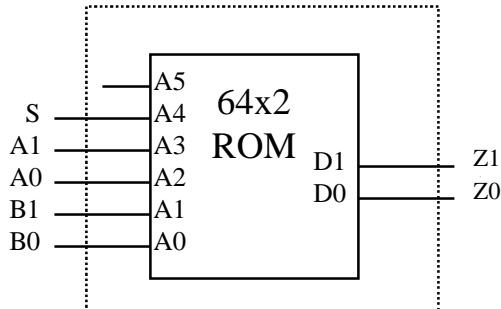 A5
S A4 64x2
A1 A3 ROM
A0 A2 D1 Z1
B1 A1 D0 Z0
B0 A0